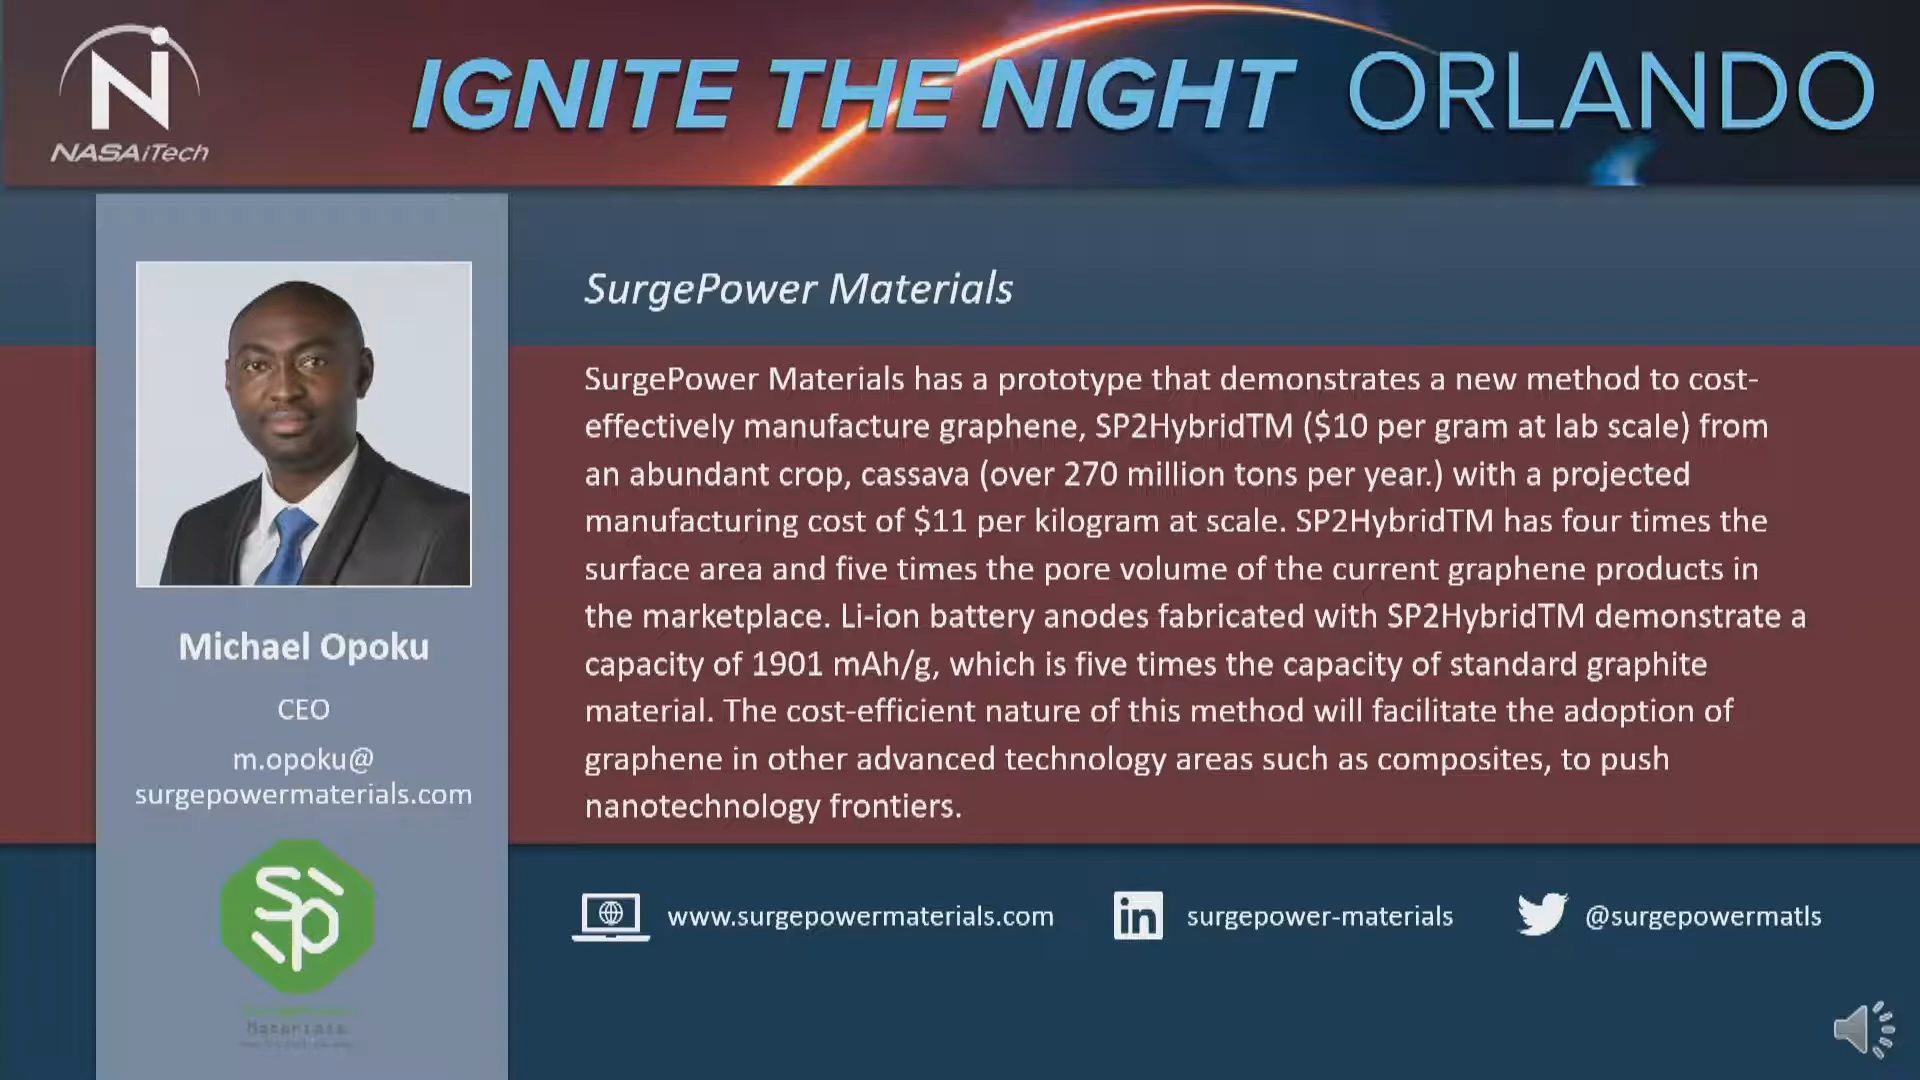 NASAiTech
IGNITE THE NIGHT ORLANDO
SurgePower Materials
SurgePower Materials has a prototype that demonstrates a new method to cost-
effectively manufacture graphene, SP2HybridTM ($10 per gram at lab scale) from
an abundant crop, cassava (over 270 million tons per year.) with a projected
manufacturing cost of $11 per kilogram at scale. SP2HybridTM has four times the
surface area and five times the pore volume of the current graphene products in
the marketplace. Li-ion battery anodes fabricated with SP2HybridTM demonstrate a
capacity of 1901 mAh/g, which is five times the capacity of standard graphite
material. The cost-efficient nature of this method will facilitate the adoption of
graphene in other advanced technology areas such as composites, to push
nanotechnology frontiers.
Michael Opoku
CEO
m.opoku@
surgepowermaterials.com
Materials
www.surgepowermaterials.com
in surgepower-materials
@surgepowermatls